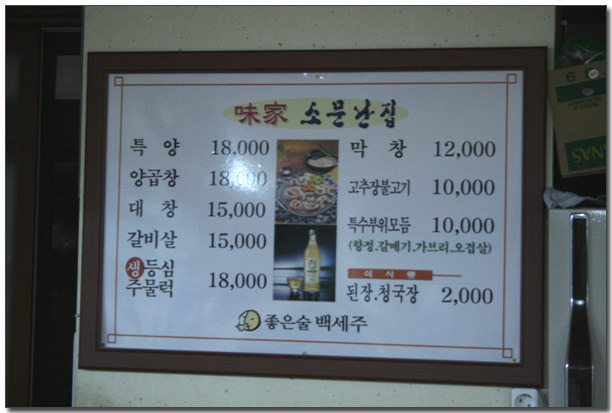 味家 소문난집
특양 18,000
양곱창 18,000
대창 15,000
갈비살 15,000
생등심
주물럭 18,000
막창 12,000
고추장불고기 10,000
특수부위모듬 10,000
(항정.갈매기.가브리.오겹살)
식사류
된장.청국장 2,000
좋은술 백세주
6
NANAS